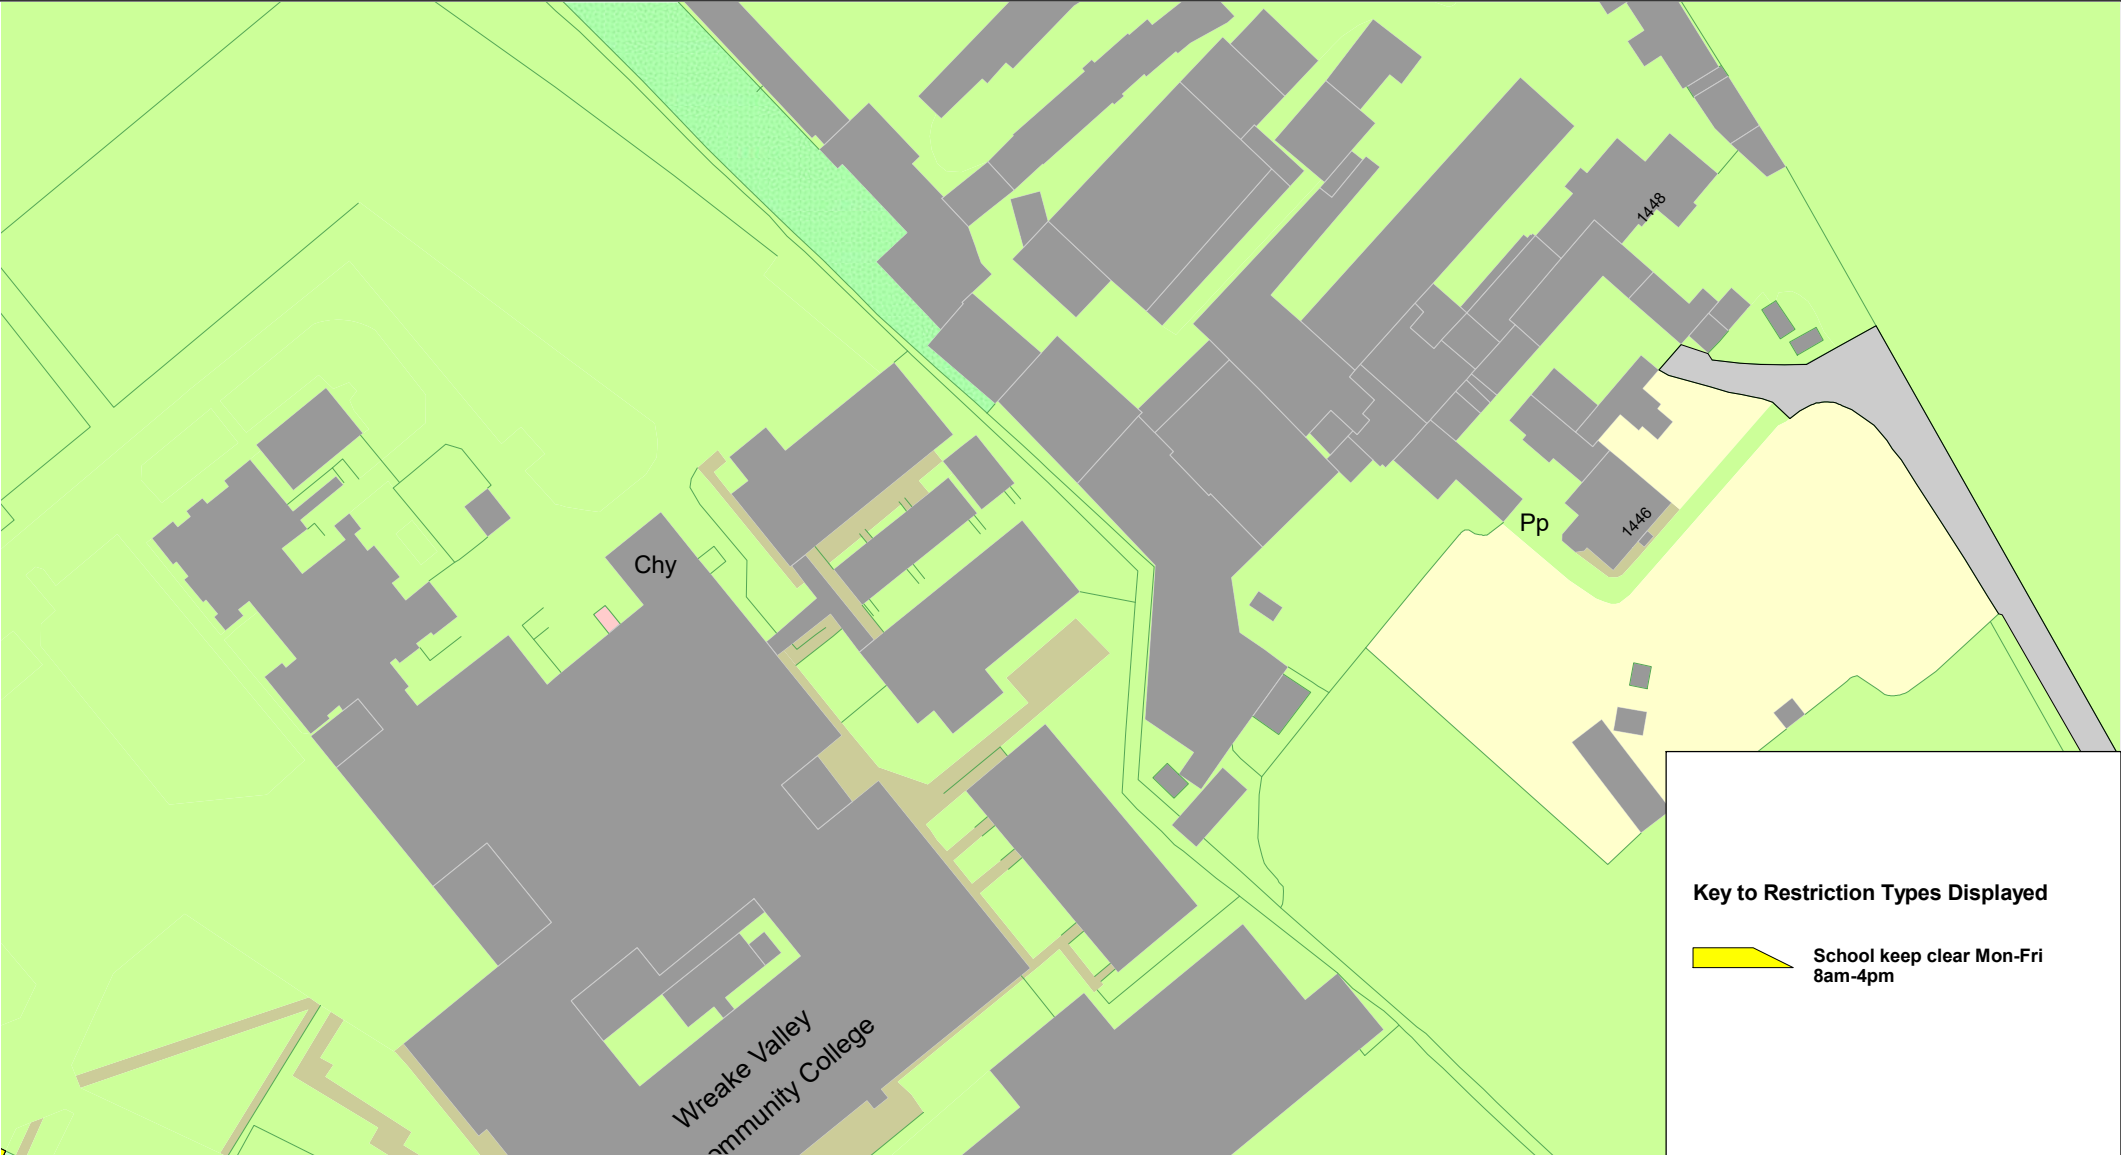 1448
1446
Pp
Chy
Wreake Valley
ommunity College
Key to Restriction Types Displayed
School keep clear Mon-Fri
8am-4pm